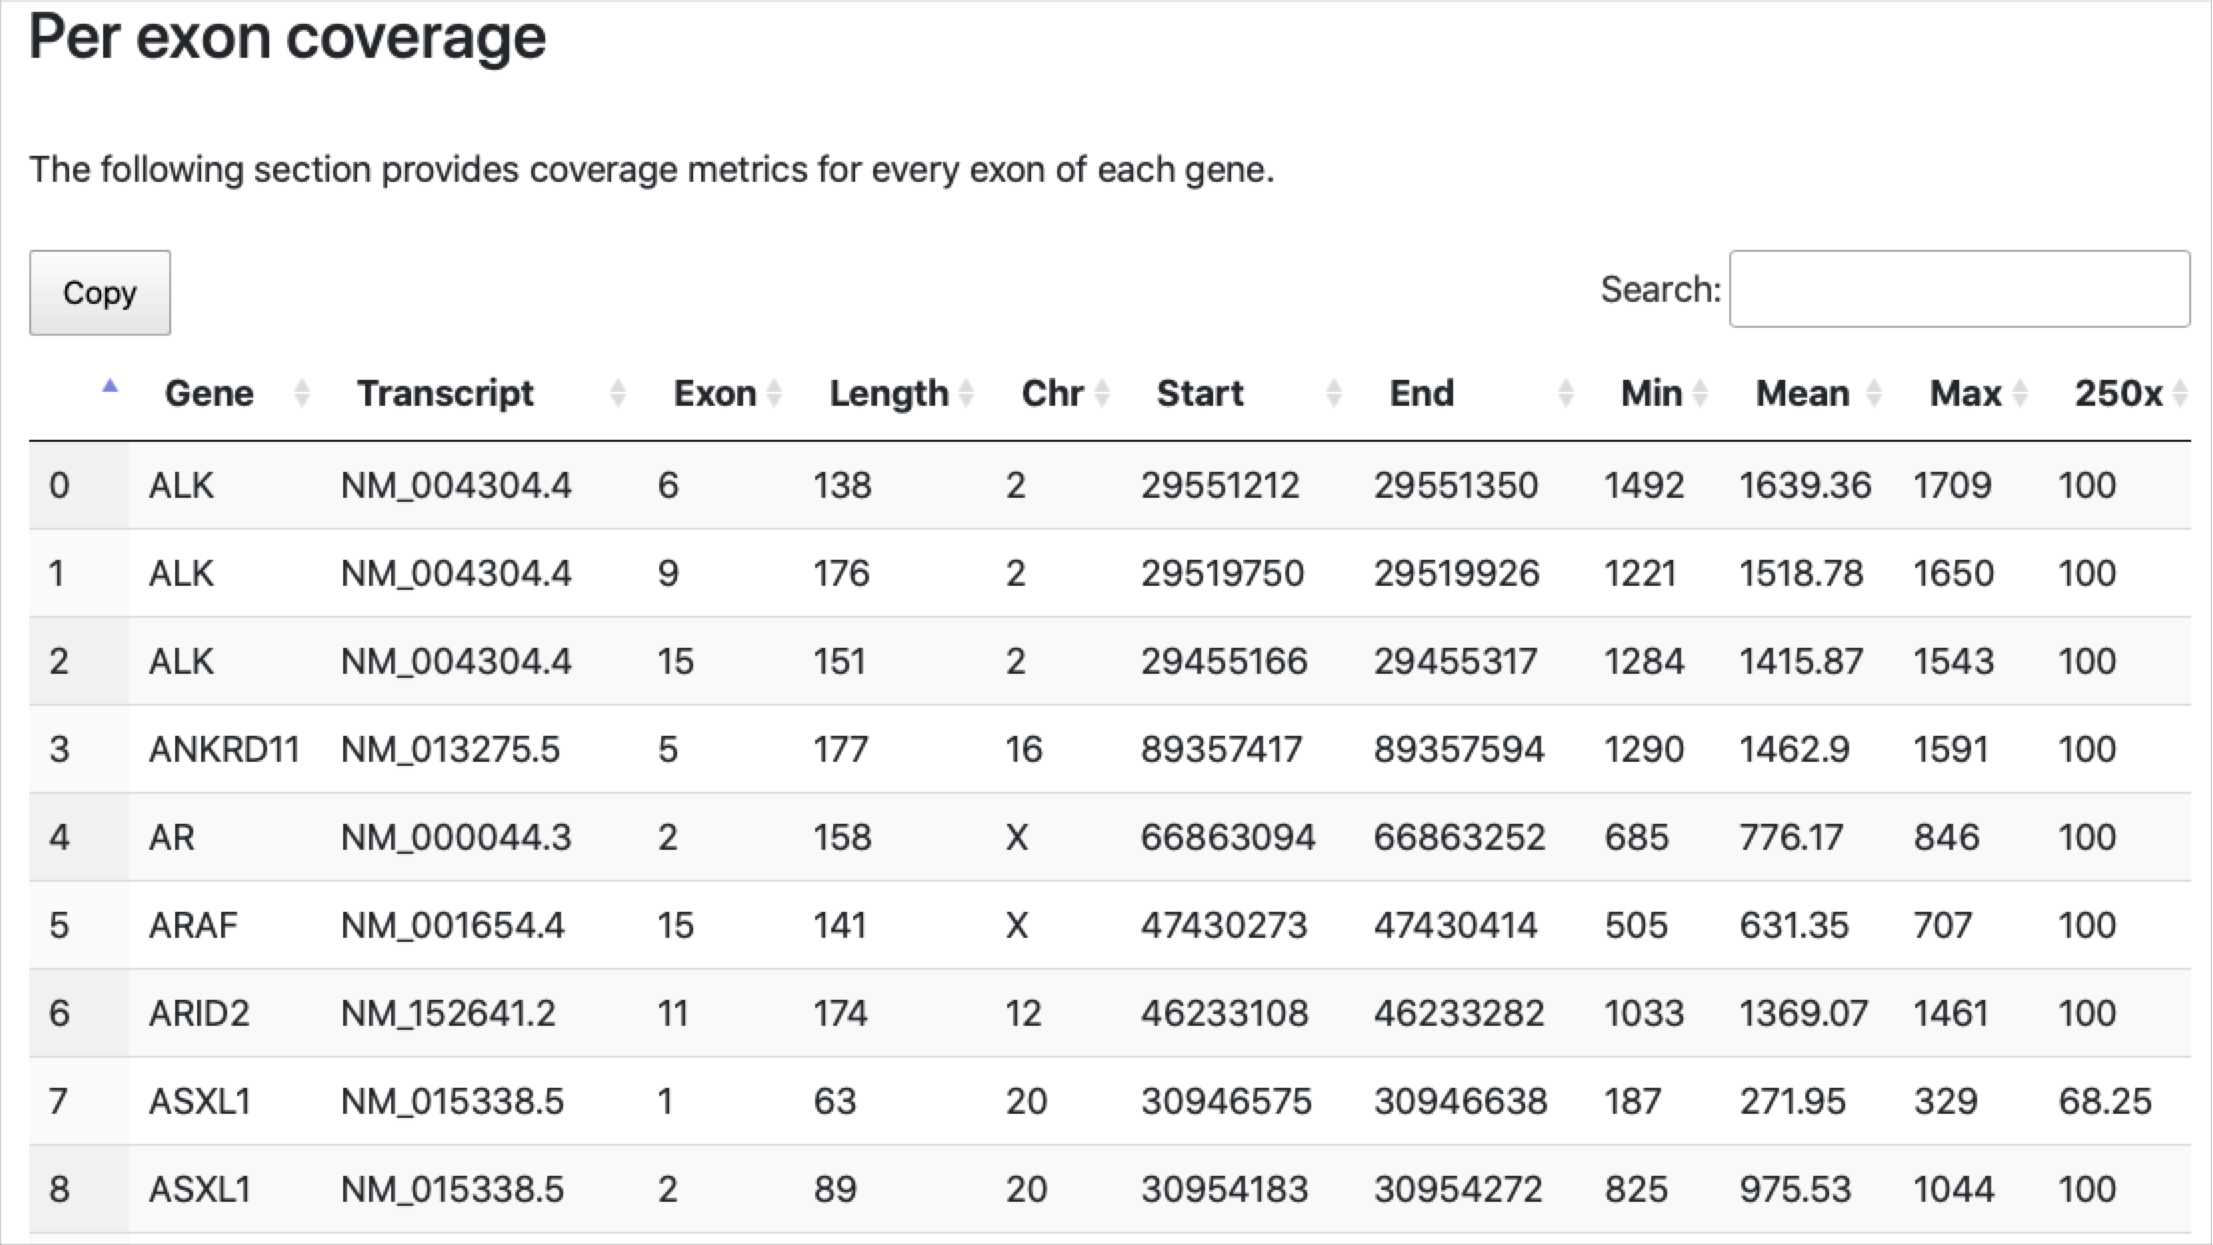 Per exon coverage
The following section provides coverage metrics for every exon of each gene.
Copy Search:
Gene Transcript Exon Length Chr Start End Min Mean Max 250x
0 ALK NM_004304.4 6 138 2 29551212 29551350 1492 1639.36 1709 100
1 ALK NM_004304.4 9 176 2 29519750 29519926 1221 1518.78 1650 100
2 ALK NM_004304.4 15 151 2 29455166 29455317 1284 1415.87 1543 100
3 ANKRD11 NM_013275.5 5 177 16 89357417 89357594 1290 1462.9 1591 100
4 AR NM_000044.3 2 158 X 66863094 66863252 685 776.17 846 100
5 ARAF NM_001654.4 15 141 X 47430273 47430414 505 631.35 707 100
6 ARID2 NM_152641.2 11 174 12 46233108 46233282 1033 1369.07 1461 100
7 ASXL1 NM_015338.5 1 63 20 30946575 30946638 187 271.95 329 68.25
8 ASXL1 NM_015338.5 2 89 20 30954183 30954272 825 975.53 1044 100